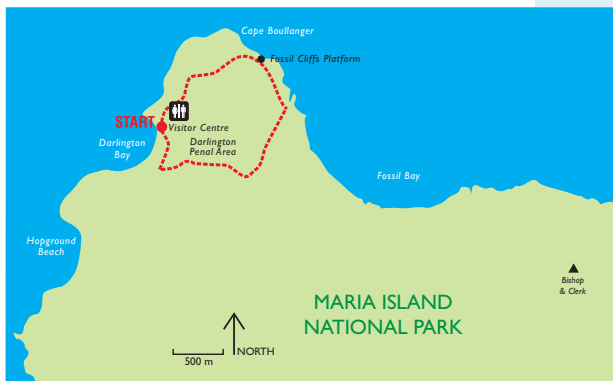 Cape Boullanger
Fossil Cliffs Platform
START
Visitor Centre
Darlington
Penal Area
Darlington
Bay
Fossil Bay
Hopground
Beach
Bishop
& Clerk
MARIA ISLAND
NATIONAL PARK
NORTH
500 m